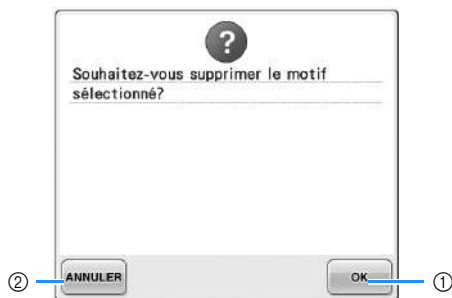 ?
Souhaitez-vous supprimer le motif
sélectionné?
② ANNULER OK ①